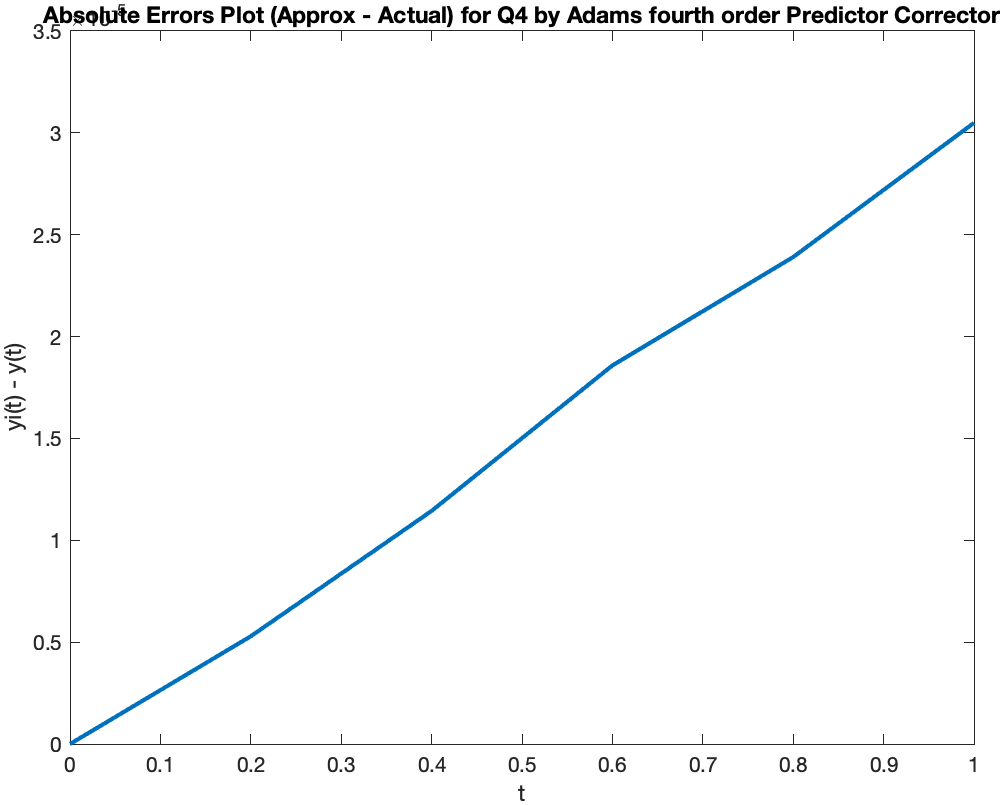 Absolute Errors Plot (Approx - Actual) for Q4 by Adams fourth order Predictor Corrector
3.5
3
2.5
2
1.5
1
0.5
0
yi(t) - y(t)
0 0.1 0.2 0.3 0.4 0.5 0.6 0.7 0.8 0.9 1
t